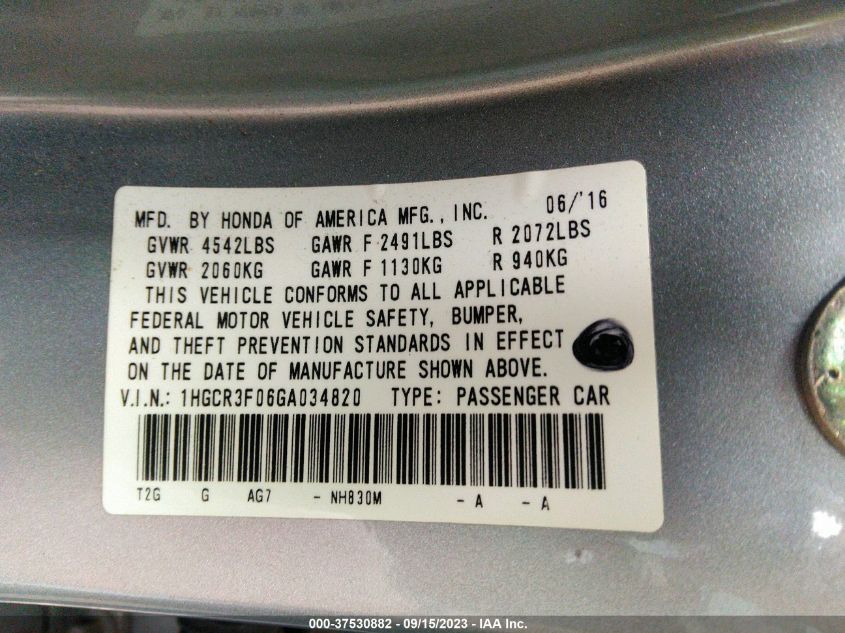 MFD. BY HONDA OF AMERICA MFG., INC. 06/'16
GVWR 4542LBS GAWR F 2491LBS R 2072LBS
GVWR 2060KG GAWR F 1130KG R 940KG
THIS VEHICLE CONFORMS TO ALL APPLICABLE
FEDERAL MOTOR VEHICLE SAFETY, BUMPER,
AND THEFT PREVENTION STANDARDS IN EFFECT
ON THE DATE OF MANUFACTURE SHOWN ABOVE.
V.I.N.: 1HGCR3F06GA034820 TYPE: PASSENGER CAR
T2G G AG7 - NH830M - A - A
000-37530882 - 09/15/2023 - IAA Inc.